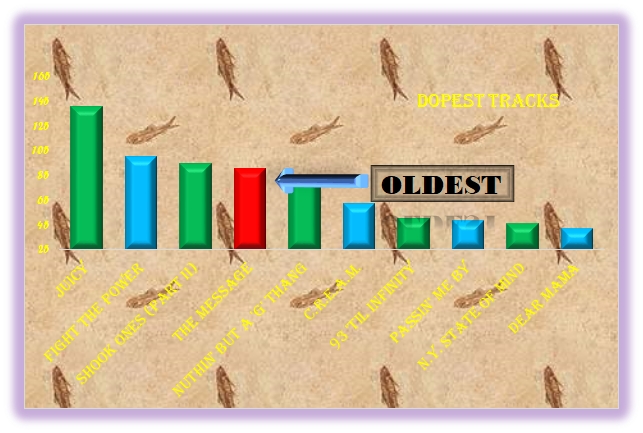 DOPEST TRACKS
160
140
120
100
80
60
40
20
OLDEST
JUICY
FIGHT THE POWER
SHOOK ONES (PART II)
THE MESSAGE
NUTHIN BUT A 'G' THANG
C.R.E.A.M.
93 'TIL INFINITY
PASSIN' ME BY
N.Y. STATE OF MIND
DEAR MAMA